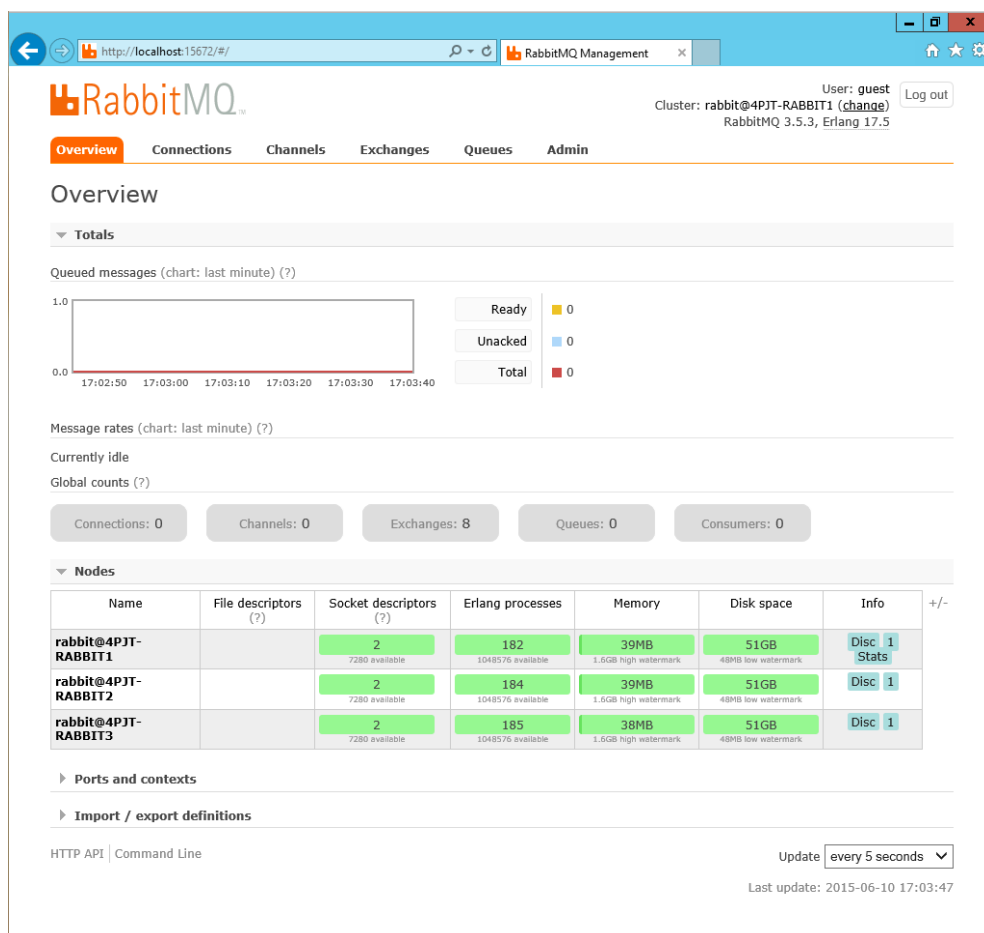 http://localhost:15672/#/
RabbitMQ Management
RabbitMQ
User: guest
Log out
Cluster: rabbit@4PJT-RABBIT1 (change)
RabbitMQ 3.5.3, Erlang 17.5
Overview Connections Channels Exchanges Queues Admin
Overview
Totals
Queued messages (chart: last minute) (?)
1.0
0.0
17:02:50 17:03:00 17:03:10 17:03:20 17:03:30 17:03:40
Ready 0
Unacked 0
Total 0
Message rates (chart: last minute) (?)
Currently idle
Global counts (?)
Connections: 0 Channels: 0 Exchanges: 8 Queues: 0 Consumers: 0
Nodes
Name File descriptors (?) Socket descriptors (?) Erlang processes Memory Disk space Info +/-
rabbit@4PJT-RABBIT1 2 182 39MB 51GB Disc 1 Stats
7280 available 1048576 available 1.6GB high watermark 48MB low watermark
rabbit@4PJT-RABBIT2 2 184 39MB 51GB Disc 1
7280 available 1048576 available 1.6GB high watermark 48MB low watermark
rabbit@4PJT-RABBIT3 2 185 38MB 51GB Disc 1
7280 available 1048576 available 1.6GB high watermark 48MB low watermark
Ports and contexts
Import / export definitions
HTTP API Command Line
Update every 5 seconds
Last update: 2015-06-10 17:03:47